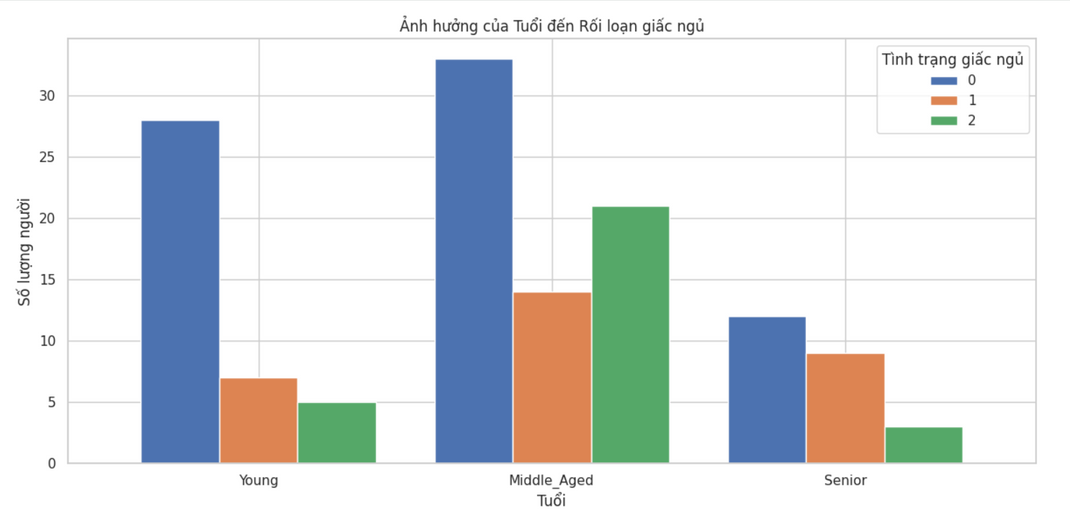 Ảnh hưởng của Tuổi đến Rối loạn giấc ngủ
Tình trạng giấc ngủ
0
1
2
Số lượng người
30
25
20
15
10
5
0
Young
Middle_Aged
Senior
Tuổi